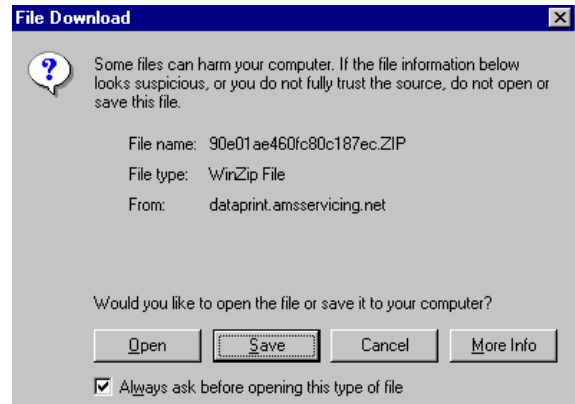 File Download
Some files can harm your computer. If the file information below
looks suspicious, or you do not fully trust the source, do not open or
save this file.
File name: 90e01ae460fc80c187ec.ZIP
File type: WinZip File
From: dataprint.amsservicing.net
Would you like to open the file or save it to your computer?
Open Save Cancel More Info
Always ask before opening this type of file